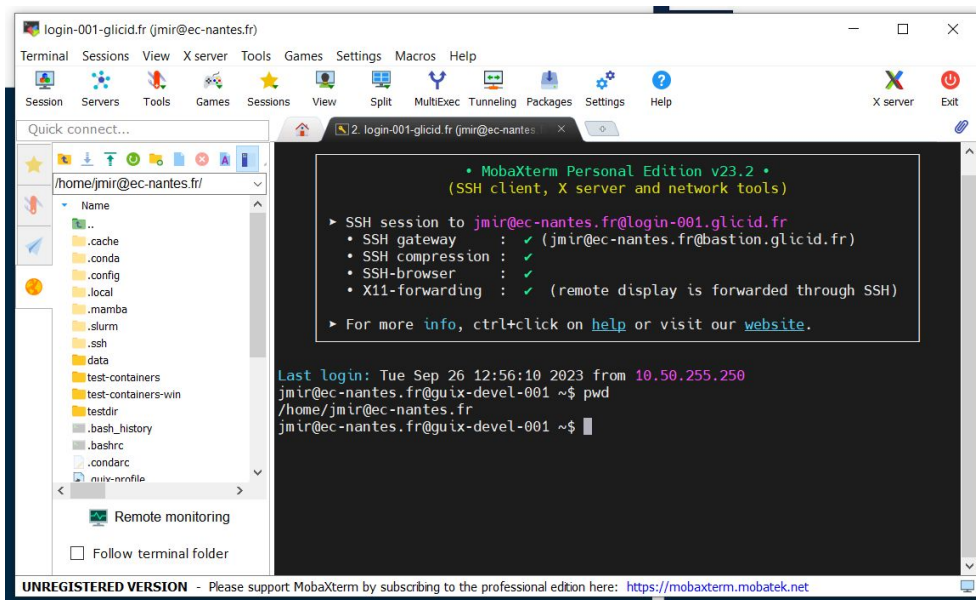 login-001-glicid.fr (jmir@ec-nantes.fr)
Terminal Sessions View X server Tools Games Settings Macros Help
Session Servers Tools Games Sessions View Split MultiExec Tunneling Packages Settings Help X server Exit
Quick connect...
2. login-001-glicid.fr (jmir@ec-nantes
/home/jmir@ec-nantes.fr/
Name
..
.cache
.conda
.config
.local
.mamba
.slurm
.ssh
data
test-containers
test-containers-win
testdir
.bash_history
.bashrc
.condarc
.guix-profile
Remote monitoring
Follow terminal folder
• MobaXterm Personal Edition v23.2 •
(SSH client, X server and network tools)
➤ SSH session to jmir@ec-nantes.fr@login-001.glicid.fr
• SSH gateway : ✔ (jmir@ec-nantes.fr@bastion.glicid.fr)
• SSH compression : ✔
• SSH-browser : ✔
• X11-forwarding : ✔ (remote display is forwarded through SSH)
➤ For more info, ctrl+click on help or visit our website.
Last login: Tue Sep 26 12:56:10 2023 from 10.50.255.250
jmir@ec-nantes.fr@guix-devel-001 ~$ pwd
/home/jmir@ec-nantes.fr
jmir@ec-nantes.fr@guix-devel-001 ~$
UNREGISTERED VERSION - Please support MobaXterm by subscribing to the professional edition here: https://mobaxterm.mobatek.net